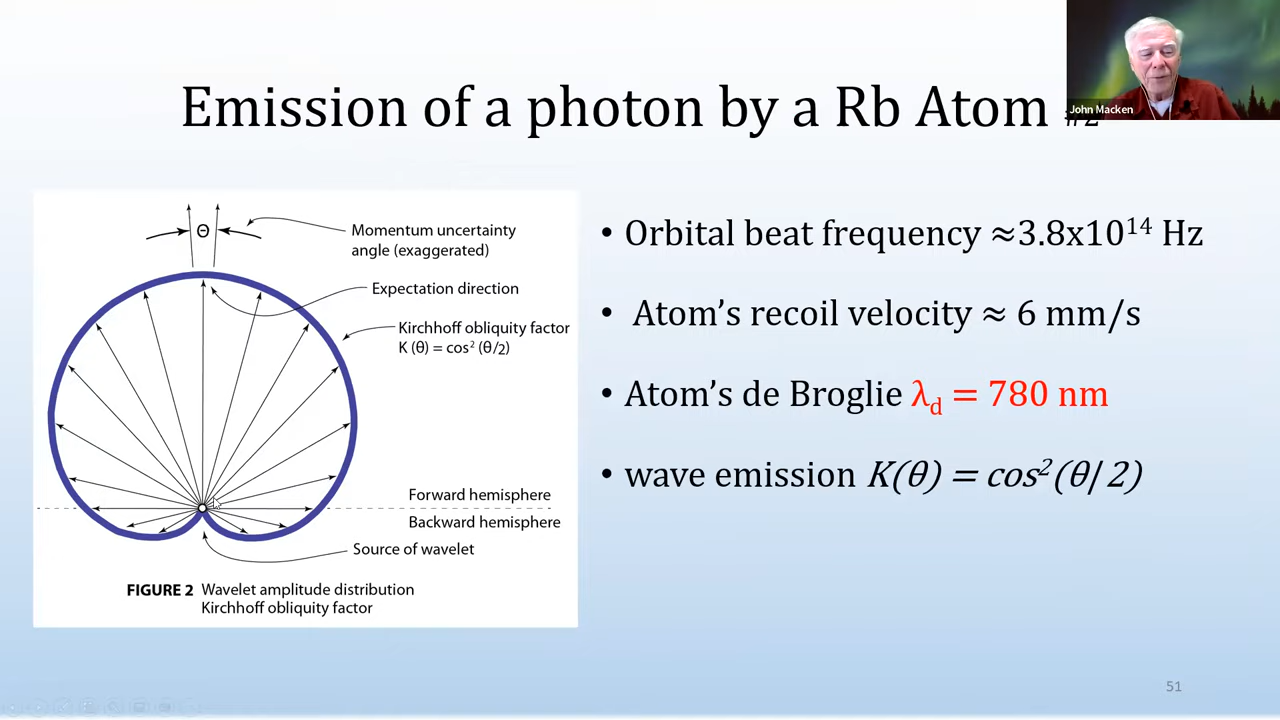 John Macken
Emission of a photon by a Rb Atom
Θ
Momentum uncertainty
angle (exaggerated)
Expectation direction
Kirchhoff obliquity factor
K (θ) = cos² (θ/2)
Forward hemisphere
Backward hemisphere
Source of wavelet
FIGURE 2 Wavelet amplitude distribution
Kirchhoff obliquity factor
• Orbital beat frequency ≈3.8x10¹⁴ Hz
• Atom’s recoil velocity ≈ 6 mm/s
• Atom’s de Broglie λd = 780 nm
• wave emission K(θ) = cos²(θ/2)
51